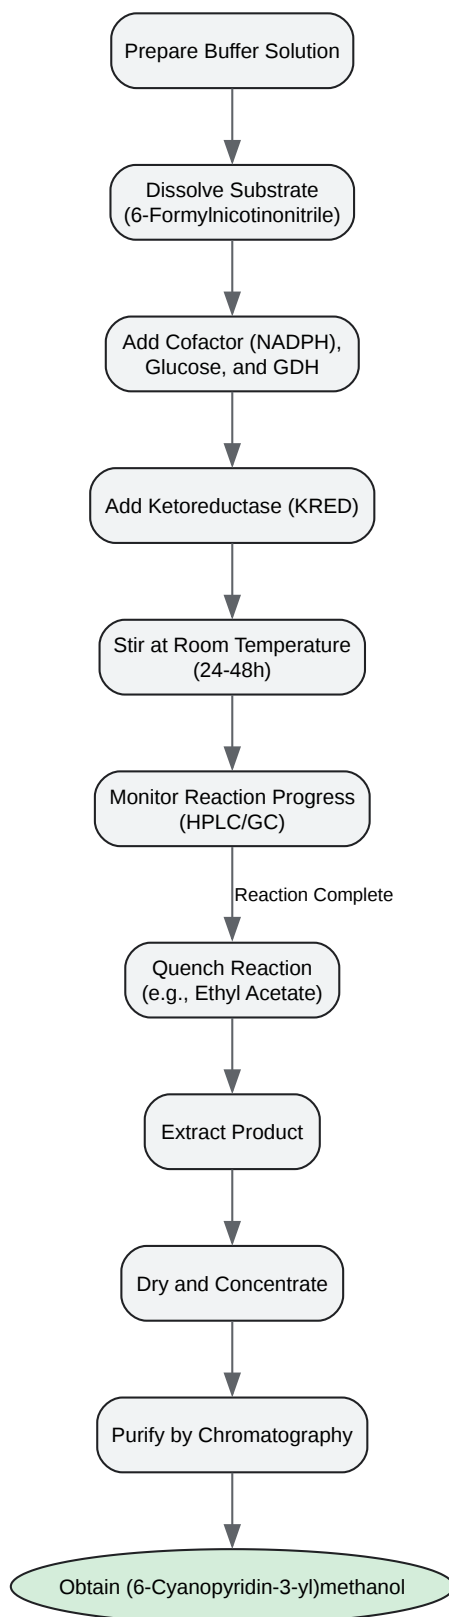 Prepare Buffer Solution
Dissolve Substrate
(6-Formylnicotinonitrile)
Add Cofactor (NADPH),
Glucose, and GDH
Add Ketoreductase (KRED)
Stir at Room Temperature
(24-48h)
Monitor Reaction Progress
(HPLC/GC)
Reaction Complete
Quench Reaction
(e.g., Ethyl Acetate)
Extract Product
Dry and Concentrate
Purify by Chromatography
Obtain (6-Cyanopyridin-3-yl)methanol